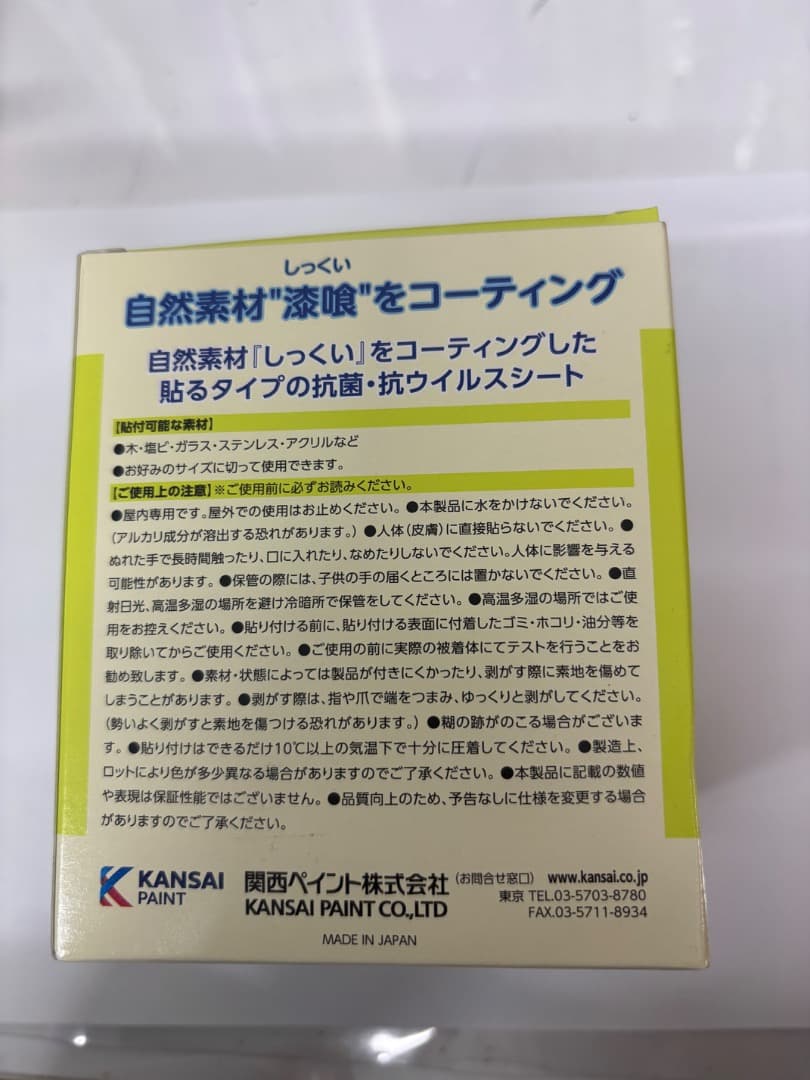 しっくい
自然素材"漆喰"をコーティング
自然素材『しっくい』をコーティングした
貼るタイプの抗菌・抗ウイルスシート
【貼付可能な素材】
●木・塩ビ・ガラス・ステンレス・アクリルなど
●お好みのサイズに切って使用できます。
【ご使用上の注意】※ご使用前に必ずお読みください。
●屋内専用です。屋外での使用はお止めください。●本製品に水をかけないでください。
(アルカリ成分が溶出する恐れがあります。)●人体(皮膚)に直接貼らないでください。●
ぬれた手で長時間触ったり、口に入れたり、なめたりしないでください。人体に影響を与える
可能性があります。●保管の際には、子供の手の届くところには置かないでください。●直
射日光、高温多湿の場所を避け冷暗所で保管をしてください。●高温多湿の場所ではご使
用をお控えください。●貼り付ける前に、貼り付ける表面に付着したゴミ・ホコリ・油分等を
取り除いてからご使用ください。●ご使用の前に実際の被着体にてテストを行うことをお
勧め致します。●素材・状態によっては製品が付きにくかったり、剥がす際に素地を傷めて
しまうことがあります。●剥がす際は、指や爪で端をつまみ、ゆっくりと剥がしてください。
(勢いよく剥がすと素地を傷つける恐れがあります。)●糊の跡がのこる場合がございま
す。●貼り付けはできるだけ10℃以上の気温下で十分に圧着してください。●製造上、
ロットにより色が多少異なる場合がありますのでご了承ください。●本製品に記載の数値
や表現は保証性能ではございません。●品質向上のため、予告なしに仕様を変更する場合
がありますのでご了承ください。
KANSAI
PAINT
関西ペイント株式会社
KANSAI PAINT CO.,LTD
(お問合せ窓口) www.kansai.co.jp
東京 TEL.03-5703-8780
FAX.03-5711-8934
MADE IN JAPAN